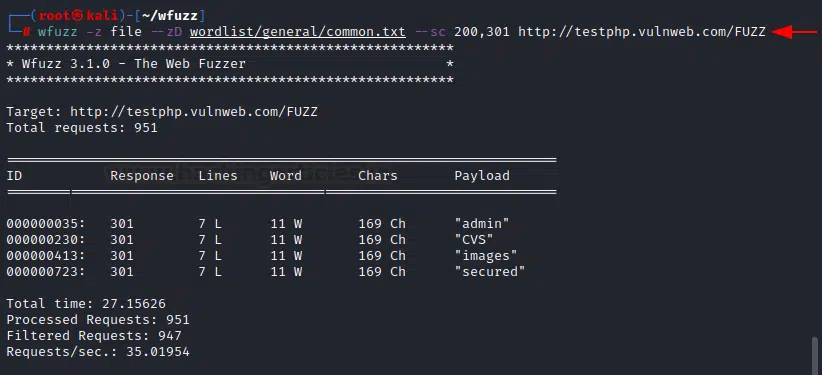 ┌──(root㉿kali)-[~/wfuzz]
└─# wfuzz -z file --zD wordlist/general/common.txt --sc 200,301 http://testphp.vulnweb.com/FUZZ
********************************************************
* Wfuzz 3.1.0 - The Web Fuzzer                         *
********************************************************
Target: http://testphp.vulnweb.com/FUZZ
Total requests: 951
=====================================================================
ID           Response   Lines    Word       Chars       Payload
=====================================================================
000000035:   301        7 L      11 W       169 Ch      "admin"
000000230:   301        7 L      11 W       169 Ch      "CVS"
000000413:   301        7 L      11 W       169 Ch      "images"
000000723:   301        7 L      11 W       169 Ch      "secured"
Total time: 27.15626
Processed Requests: 951
Filtered Requests: 947
Requests/sec.: 35.01954